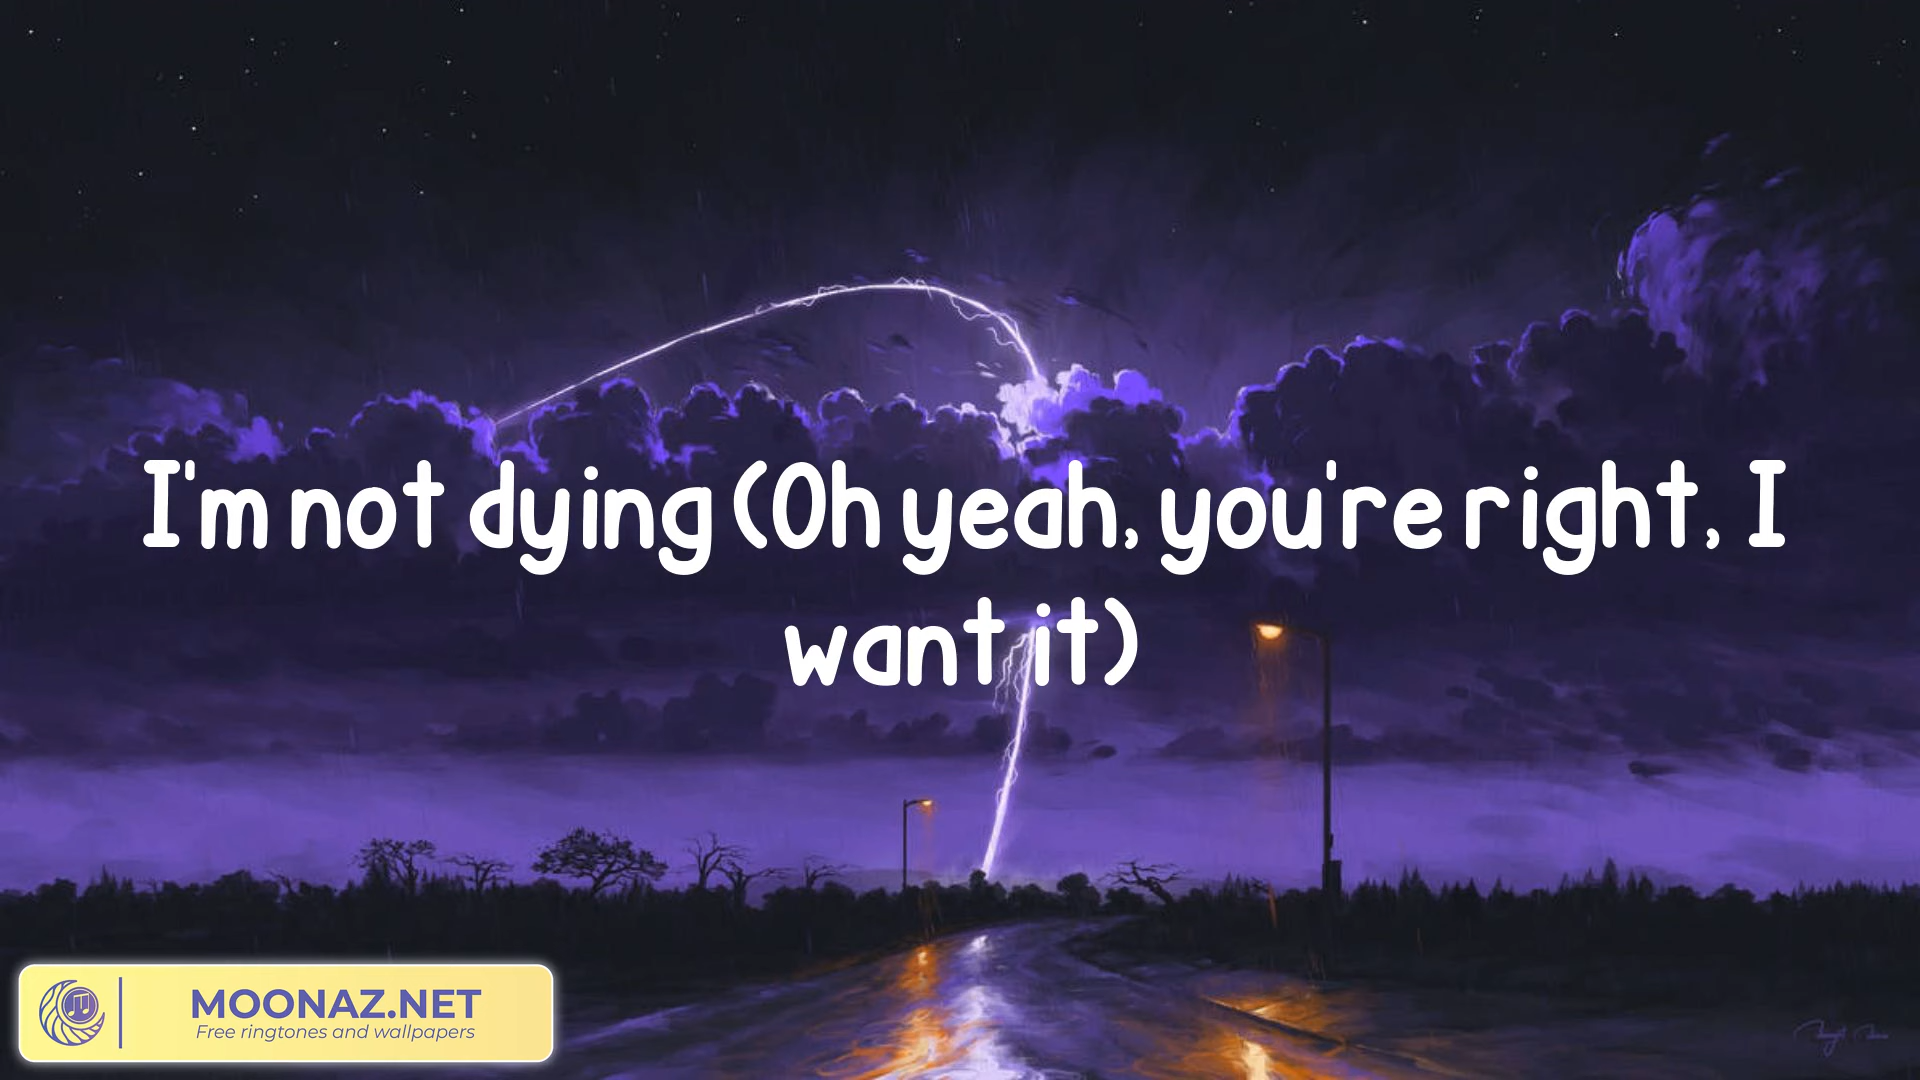 I'm not dying (Oh yeah, you're right, I
want it)
MOONAZ.NET
Free ringtones and wallpapers